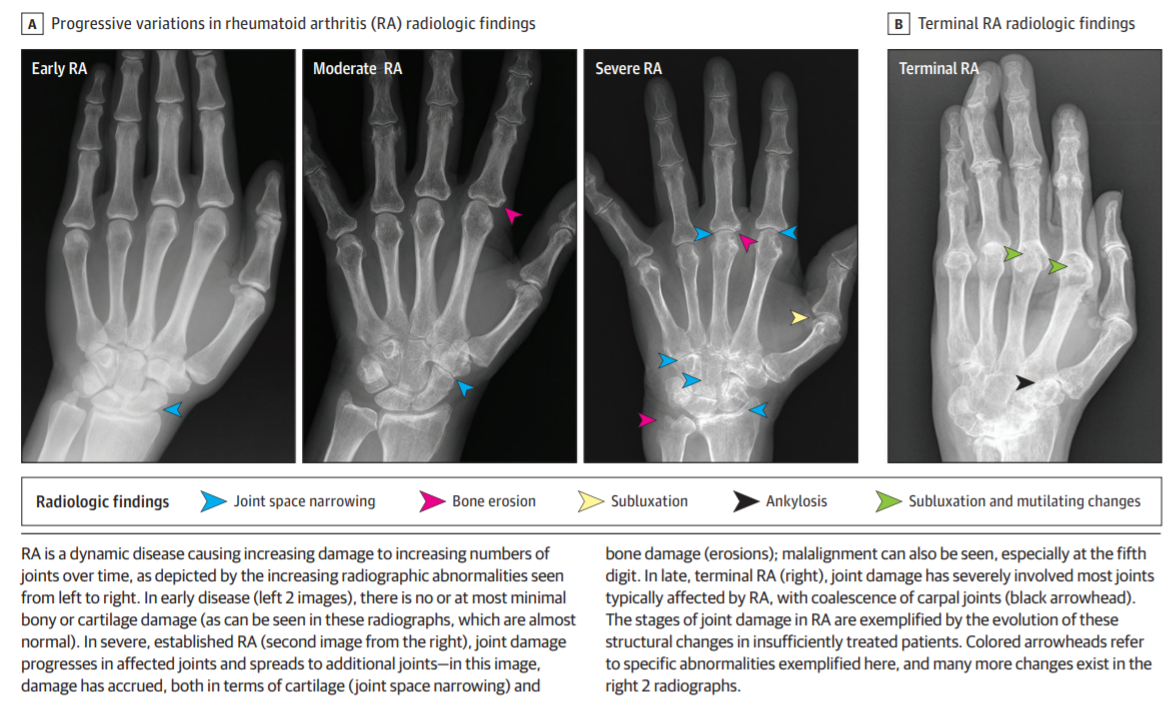 A Progressive variations in rheumatoid arthritis (RA) radiologic findings
B Terminal RA radiologic findings
Early RA
Moderate RA
Severe RA
Terminal RA
Radiologic findings
Joint space narrowing
Bone erosion
Subluxation
Ankylosis
Subluxation and mutilating changes
RA is a dynamic disease causing increasing damage to increasing numbers of
joints over time, as depicted by the increasing radiographic abnormalities seen
from left to right. In early disease (left 2 images), there is no or at most minimal
bony or cartilage damage (as can be seen in these radiographs, which are almost
normal). In severe, established RA (second image from the right), joint damage
progresses in affected joints and spreads to additional joints—in this image,
damage has accrued, both in terms of cartilage (joint space narrowing) and
bone damage (erosions); malalignment can also be seen, especially at the fifth
digit. In late, terminal RA (right), joint damage has severely involved most joints
typically affected by RA, with coalescence of carpal joints (black arrowhead).
The stages of joint damage in RA are exemplified by the evolution of these
structural changes in insufficiently treated patients. Colored arrowheads refer
to specific abnormalities exemplified here, and many more changes exist in the
right 2 radiographs.